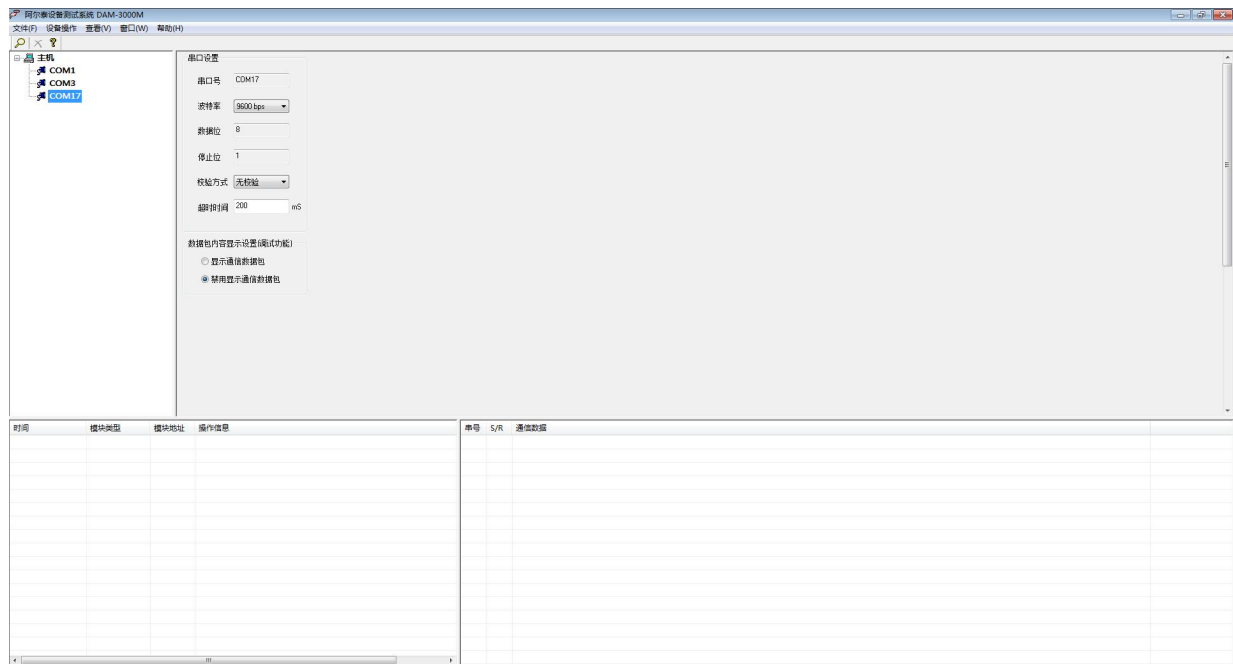 阿尔泰设备测试系统 DAM-3000M
文件(F) 设备操作 查看(V) 窗口(W) 帮助(H)
主机
COM1
COM3
COM17
串口设置
串口号 COM17
波特率 9600 bps
数据位 8
停止位 1
校验方式 无校验
超时时间 200 mS
数据包内容显示设置(调试功能)
显示通信数据包
禁用显示通信数据包
时间 模块类型 模块地址 操作信息
串号 S/R 通信数据